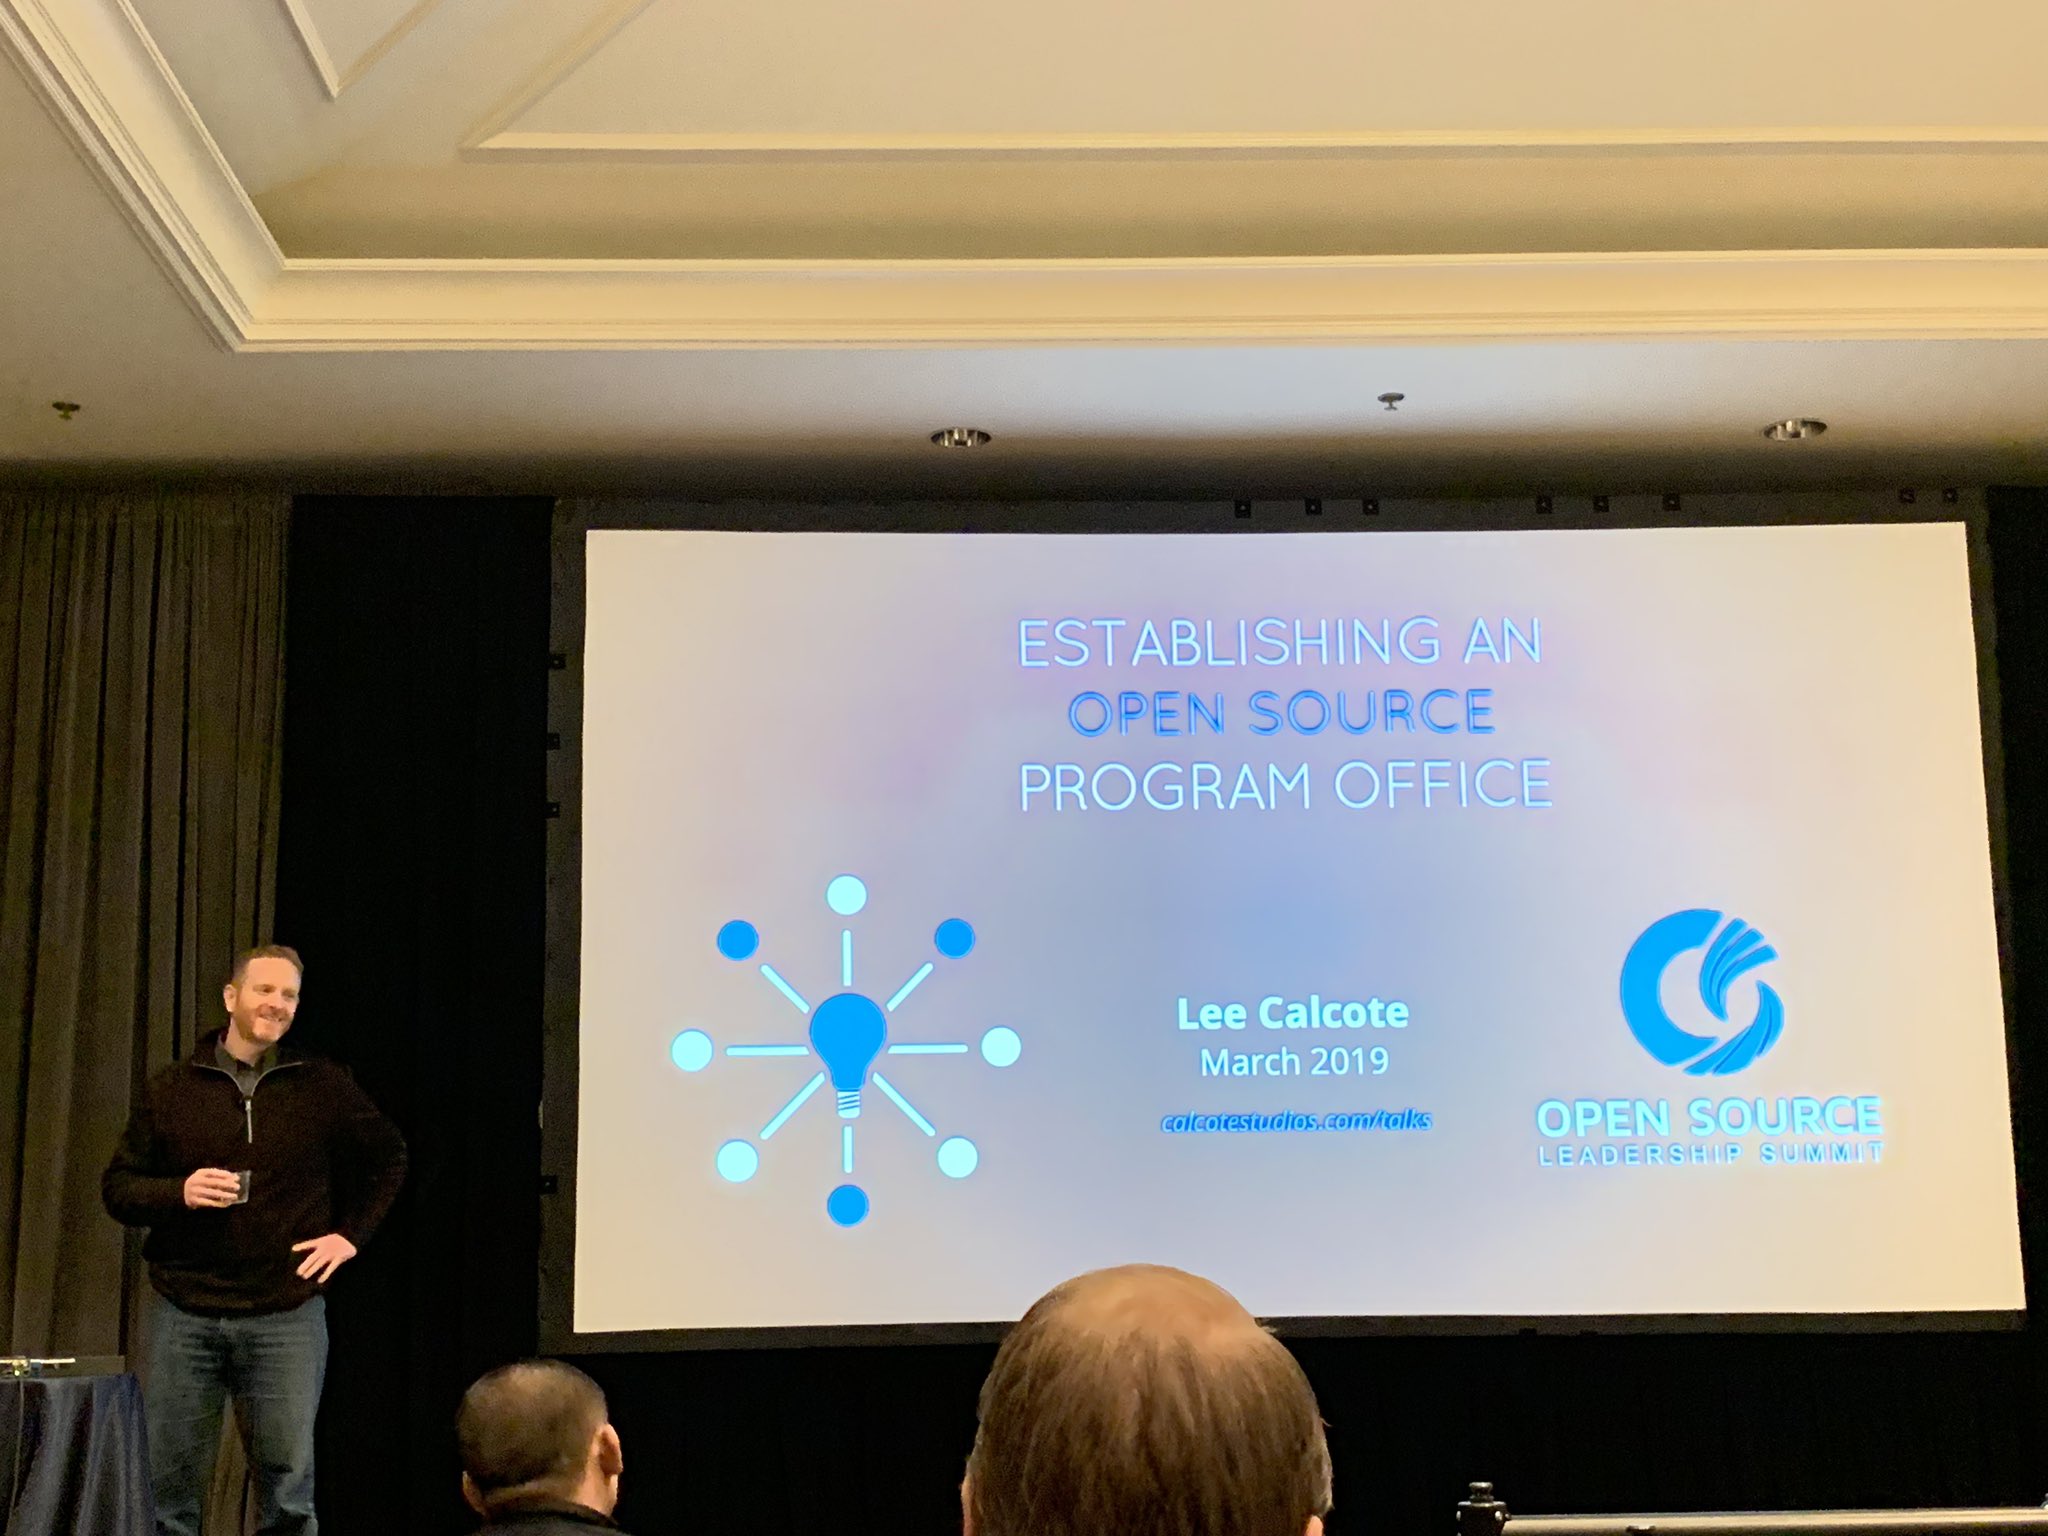 ESTABLISHING AN
OPEN SOURCE
PROGRAM OFFICE
Lee Calcote
March 2019
calcotestudios.com/talks
OPEN SOURCE
LEADERSHIP SUMMIT